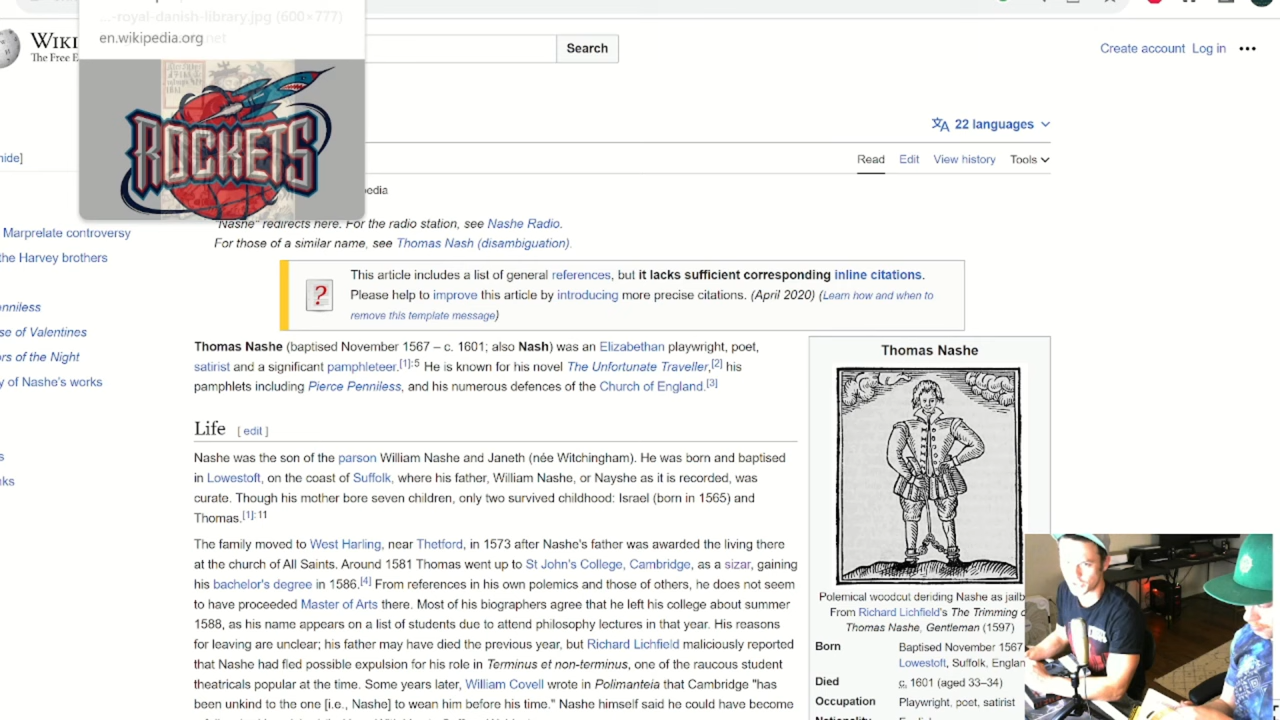 ...-royal-danish-library.jpg (600×777)
en.wikipedia.org
Search
Create account Log in
The Free E
ROCKETS
22 languages
hide]
Read Edit View history Tools
pedia
"Nashe" redirects here. For the radio station, see Nashe Radio.
For those of a similar name, see Thomas Nash (disambiguation).
Marprelate controversy
the Harvey brothers
This article includes a list of general references, but it lacks sufficient corresponding inline citations.
Please help to improve this article by introducing more precise citations. (April 2020) (Learn how and when to
remove this template message)
enniless
se of Valentines
ors of the Night
y of Nashe's works
s
ks
Thomas Nashe (baptised November 1567 – c. 1601; also Nash) was an Elizabethan playwright, poet,
satirist and a significant pamphleteer.[1]:5 He is known for his novel The Unfortunate Traveller,[2] his
pamphlets including Pierce Penniless, and his numerous defences of the Church of England.[3]
Life [ edit ]
Nashe was the son of the parson William Nashe and Janeth (née Witchingham). He was born and baptised
in Lowestoft, on the coast of Suffolk, where his father, William Nashe, or Nayshe as it is recorded, was
curate. Though his mother bore seven children, only two survived childhood: Israel (born in 1565) and
Thomas.[1]:11
The family moved to West Harling, near Thetford, in 1573 after Nashe's father was awarded the living there
at the church of All Saints. Around 1581 Thomas went up to St John's College, Cambridge, as a sizar, gaining
his bachelor's degree in 1586.[4] From references in his own polemics and those of others, he does not seem
to have proceeded Master of Arts there. Most of his biographers agree that he left his college about summer
1588, as his name appears on a list of students due to attend philosophy lectures in that year. His reasons
for leaving are unclear; his father may have died the previous year, but Richard Lichfield maliciously reported
that Nashe had fled possible expulsion for his role in Terminus et non-terminus, one of the raucous student
theatricals popular at the time. Some years later, William Covell wrote in Polimanteia that Cambridge "has
been unkind to the one [i.e., Nashe] to wean him before his time." Nashe himself said he could have become
Thomas Nashe
Polemical woodcut deriding Nashe as jailb
From Richard Lichfield's The Trimming o
Thomas Nashe, Gentleman (1597)
Born Baptised November 1567
Lowestoft, Suffolk, Englan
Died c. 1601 (aged 33–34)
Occupation Playwright, poet, satirist